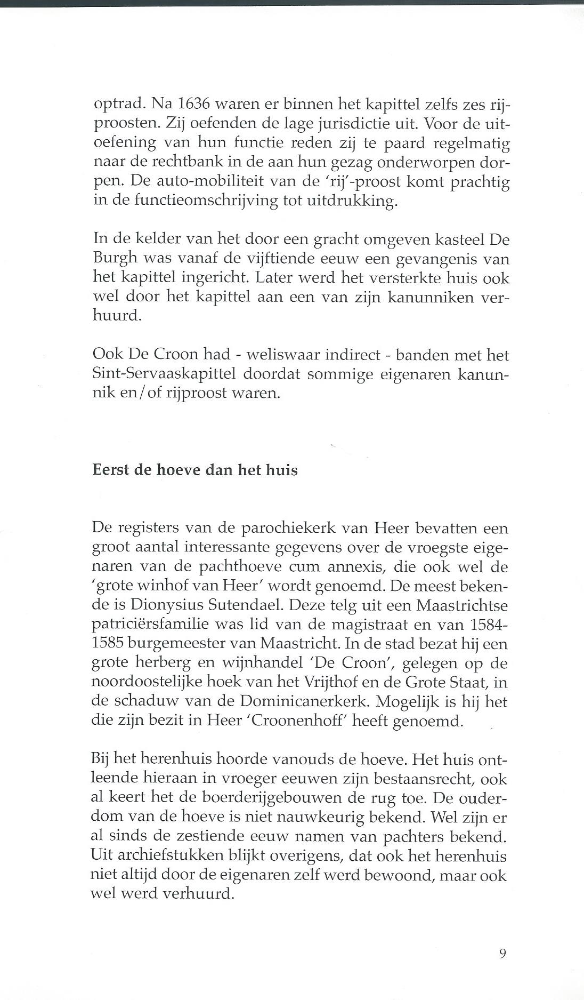 optrad. Na 1636 waren er binnen het kapittel zelfs zes rij-
proosten. Zij oefenden de lage jurisdictie uit. Voor de uit-
oefening van hun functie reden zij te paard regelmatig
naar de rechtbank in de aan hun gezag onderworpen dor-
pen. De auto-mobiliteit van de ‘rij’-proost komt prachtig
in de functieomschrijving tot uitdrukking.

In de kelder van het door een gracht omgeven kasteel De
Burgh was vanaf de vijftiende eeuw een gevangenis van
het kapittel ingericht. Later werd het versterkte huis ook
wel door het kapittel aan een van zijn kanunniken ver-
huurd.

Ook De Croon had - weliswaar indirect - banden met het
Sint-Servaaskapittel doordat sommige eigenaren kanun-
nik en/of rijproost waren.

Eerst de hoeve dan het huis

De registers van de parochiekerk van Heer bevatten een
groot aantal interessante gegevens over de vroegste eige-
naren van de pachthoeve cum annexis, die ook wel de
‘grote winhof van Heer’ wordt genoemd. De meest beken-
de is Dionysius Sutendael. Deze telg uit een Maastrichtse
patriciërsfamilie was lid van de magistraat en van 1584-
1585 burgemeester van Maastricht. In de stad bezat hij een
grote herberg en wijnhandel ‘De Croon’, gelegen op de
noordoostelijke hoek van het Vrijthof en de Grote Staat, in
de schaduw van de Dominicanerkerk. Mogelijk is hij het
die zijn bezit in Heer ‘Croonenhoff’ heeft genoemd.

Bij het herenhuis hoorde vanouds de hoeve. Het huis ont-
leende hieraan in vroeger eeuwen zijn bestaansrecht, ook
al keert het de boerderijgebouwen de rug toe. De ouder-
dom van de hoeve is niet nauwkeurig bekend. Wel zijn er
al sinds de zestiende eeuw namen van pachters bekend.
Uit archiefstukken blijkt overigens, dat ook het herenhuis
niet altijd door de eigenaren zelf werd bewoond, maar ook
wel werd verhuurd.

9